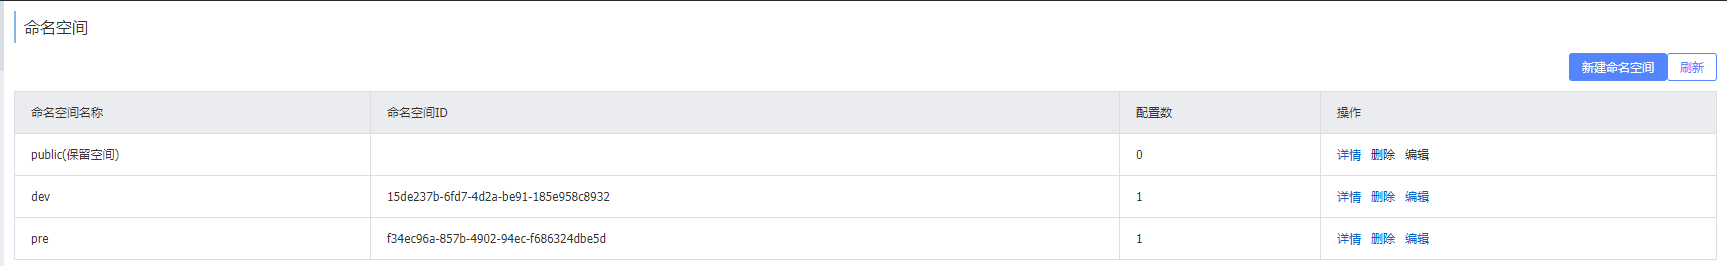 命名空间
新建命名空间 刷新
命名空间名称 命名空间ID 配置数 操作
public(保留空间) 0 详情 删除 编辑
dev 15de237b-6fd7-4d2a-be91-185e958c8932 1 详情 删除 编辑
pre f34ec96a-857b-4902-94ec-f686324dbe5d 1 详情 删除 编辑